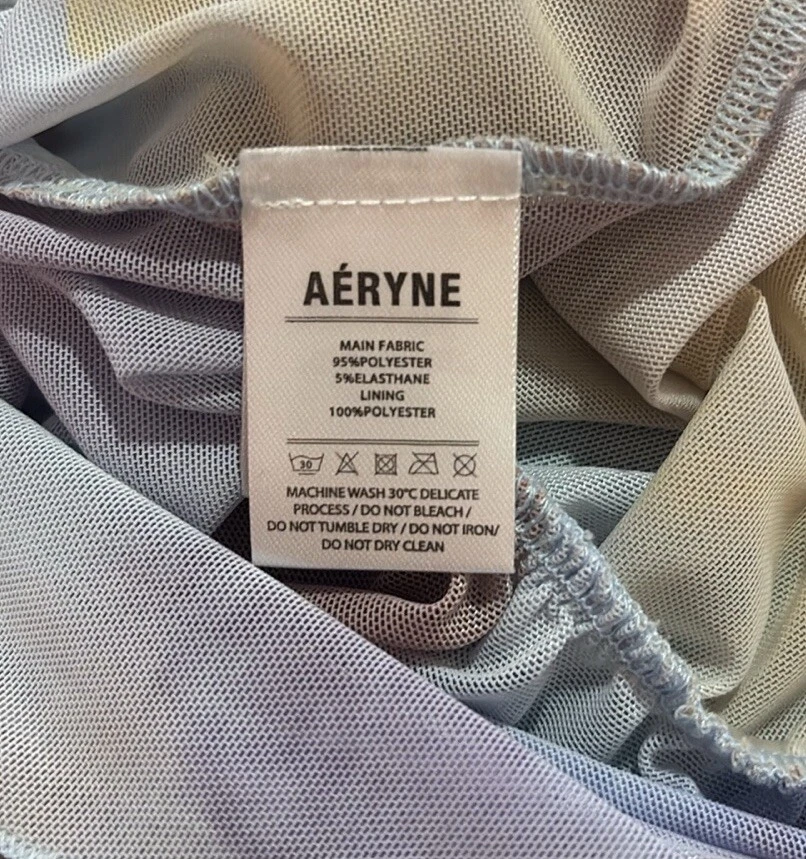 AÉRYNE
MAIN FABRIC
95%POLYESTER
5%ELASTHANE
LINING
100%POLYESTER
30
MACHINE WASH 30°C DELICATE
PROCESS / DO NOT BLEACH /
DO NOT TUMBLE DRY / DO NOT IRON/
DO NOT DRY CLEAN